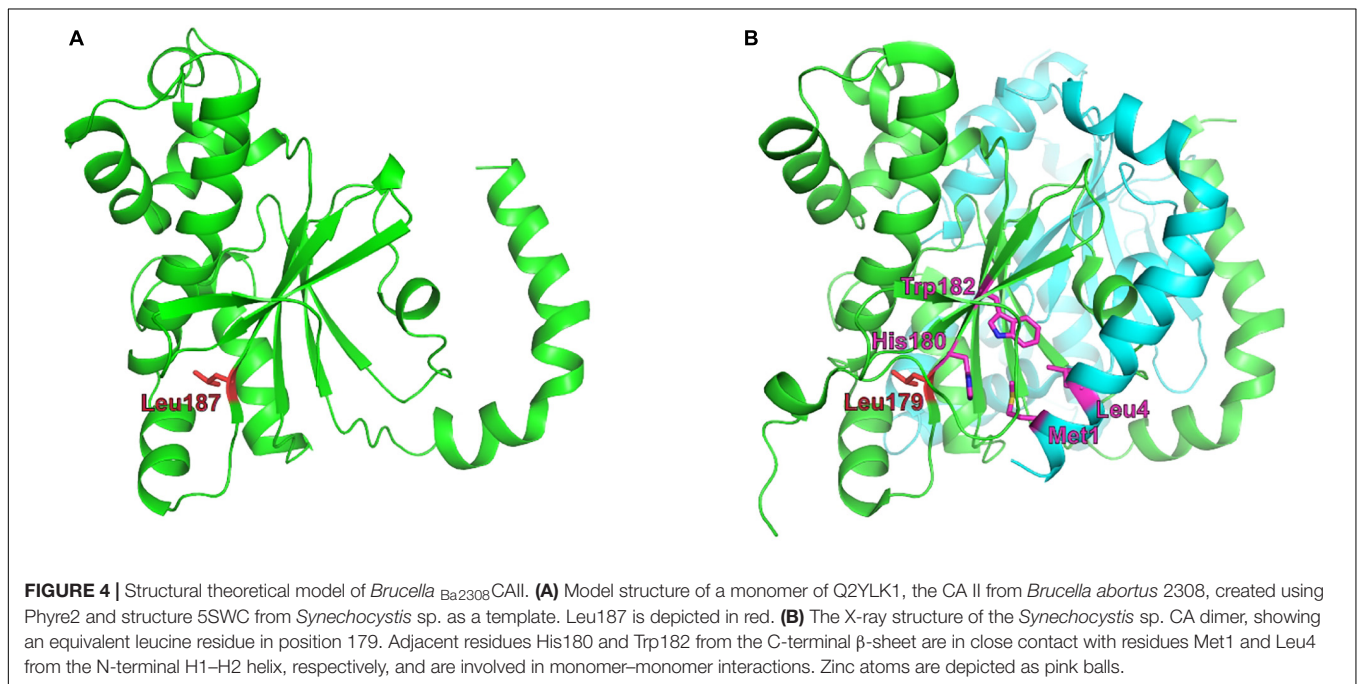 A
B
Trp182
His180
Leu187
Leu179
Leu4
Met1
FIGURE 4 | Structural theoretical model of Brucella Ba2308CAII. (A) Model structure of a monomer of Q2YLK1, the CA II from Brucella abortus 2308, created using
Phyre2 and structure 5SWC from Synechocystis sp. as a template. Leu187 is depicted in red. (B) The X-ray structure of the Synechocystis sp. CA dimer, showing
an equivalent leucine residue in position 179. Adjacent residues His180 and Trp182 from the C-terminal β-sheet are in close contact with residues Met1 and Leu4
from the N-terminal H1–H2 helix, respectively, and are involved in monomer–monomer interactions. Zinc atoms are depicted as pink balls.